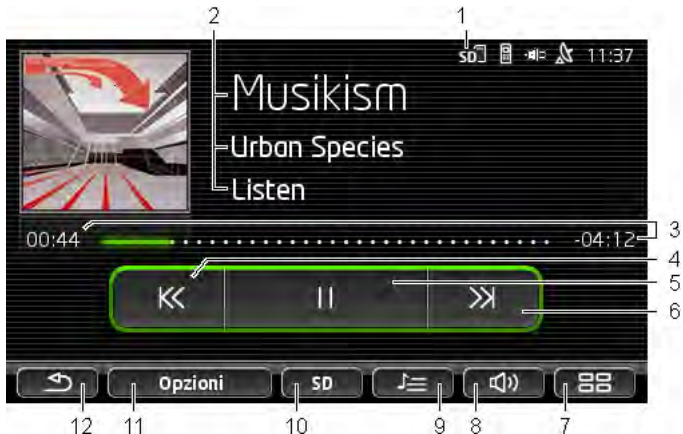 2 1
SD 11:37
Musikism
Urban Species
Listen
00:44 -04:12 3
4
5
6
Opzioni SD
12 11 10 9 8 7